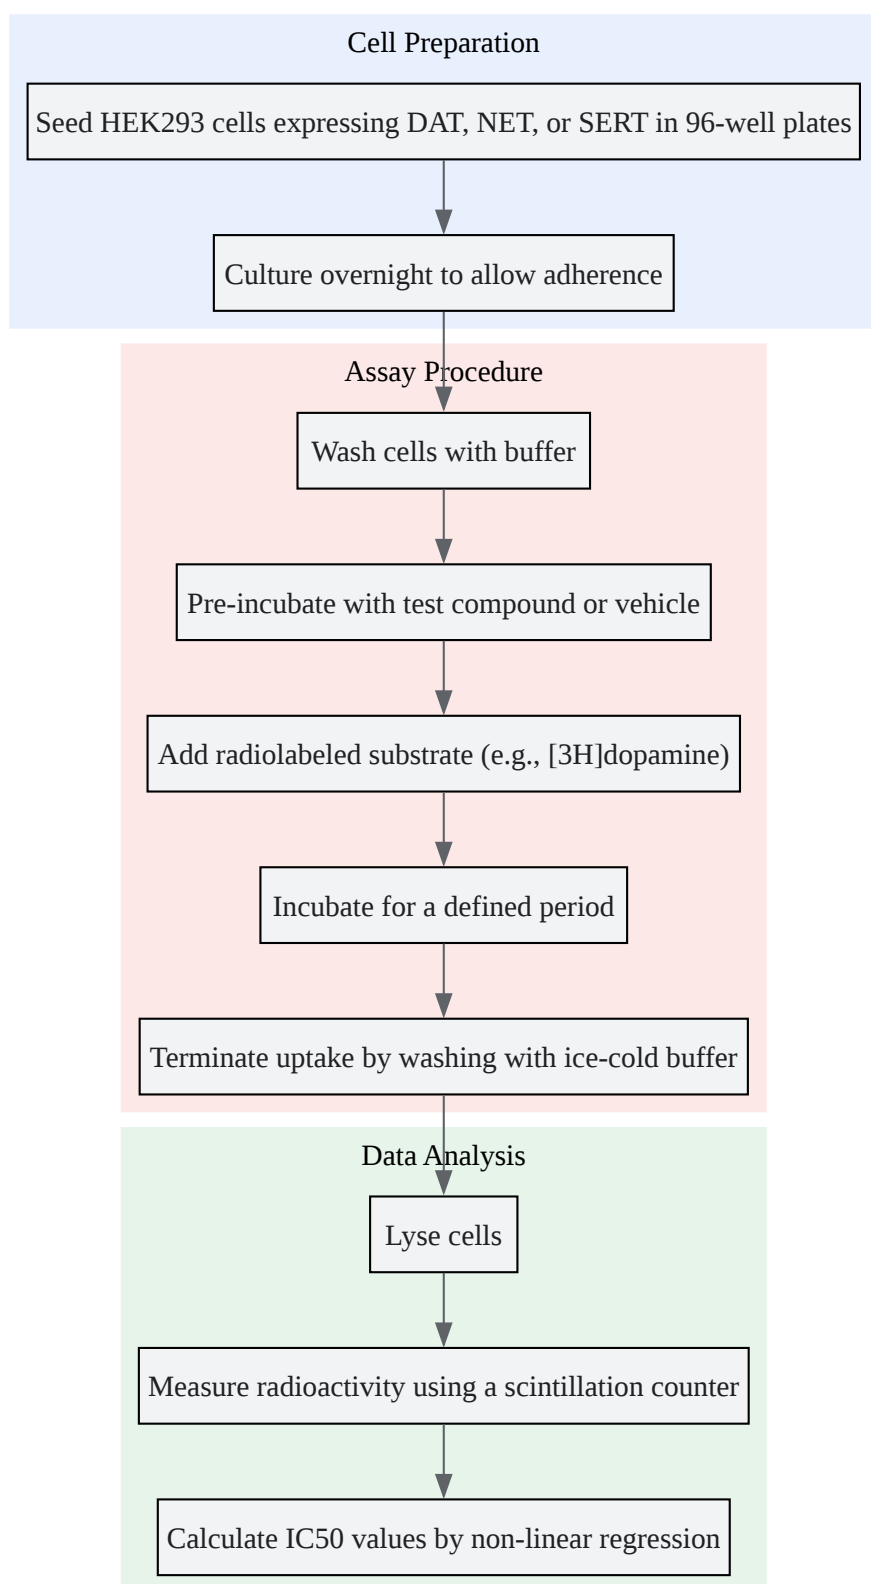 Cell Preparation
Seed HEK293 cells expressing DAT, NET, or SERT in 96-well plates
Culture overnight to allow adherence
Assay Procedure
Wash cells with buffer
Pre-incubate with test compound or vehicle
Add radiolabeled substrate (e.g., [3H]dopamine)
Incubate for a defined period
Terminate uptake by washing with ice-cold buffer
Data Analysis
Lyse cells
Measure radioactivity using a scintillation counter
Calculate IC50 values by non-linear regression